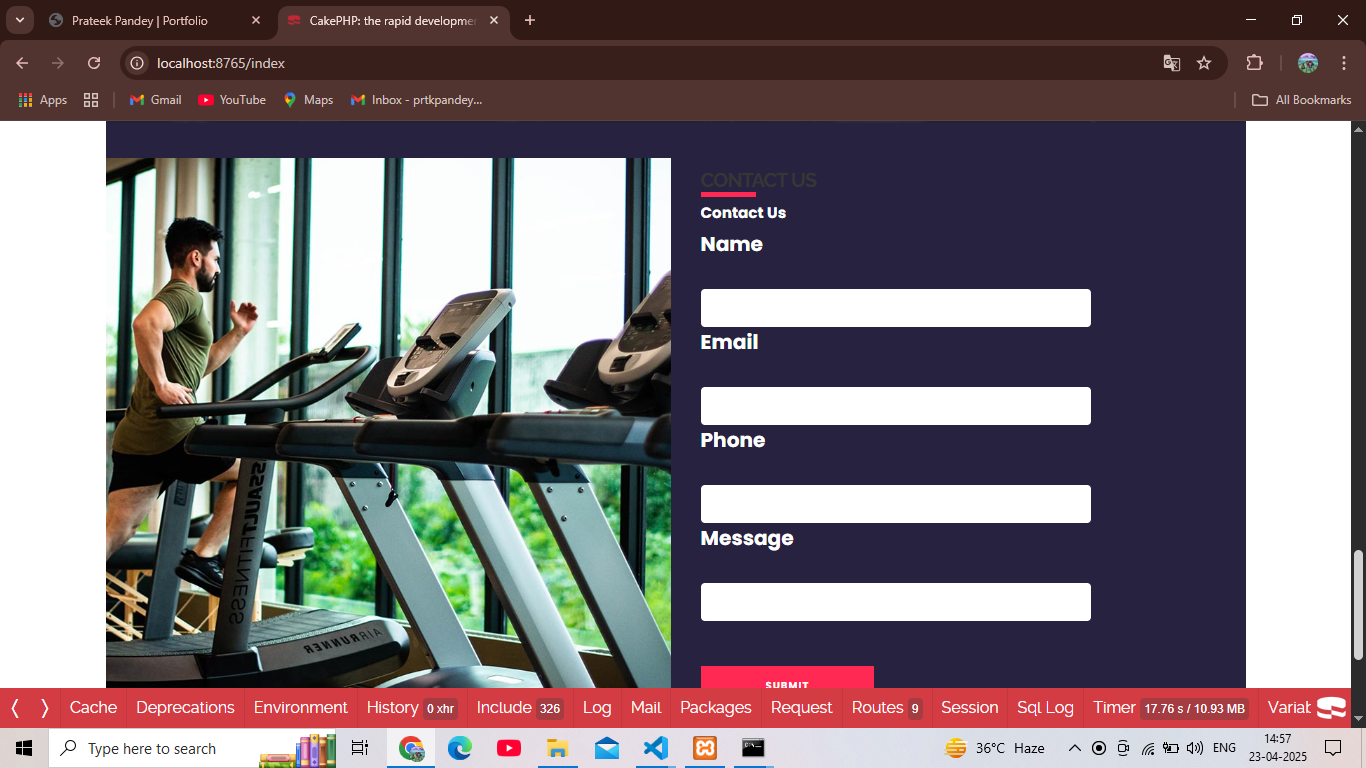 Prateek Pandey | Portfolio
CakePHP: the rapid developme
localhost:8765/index
Apps
Gmail
YouTube
Maps
Inbox - prtkpandey...
All Bookmarks
CONTACT US
Contact Us
Name
Email
Phone
Message
SUBMIT
ASSAULT FITNESS
AIRRUNNER
Cache
Deprecations
Environment
History 0 xhr
Include 326
Log
Mail
Packages
Request
Routes 9
Session
Sql Log
Timer 17.76 s / 10.93 MB
Variab
Type here to search
36°C Haze
ENG
14:57
23-04-2025